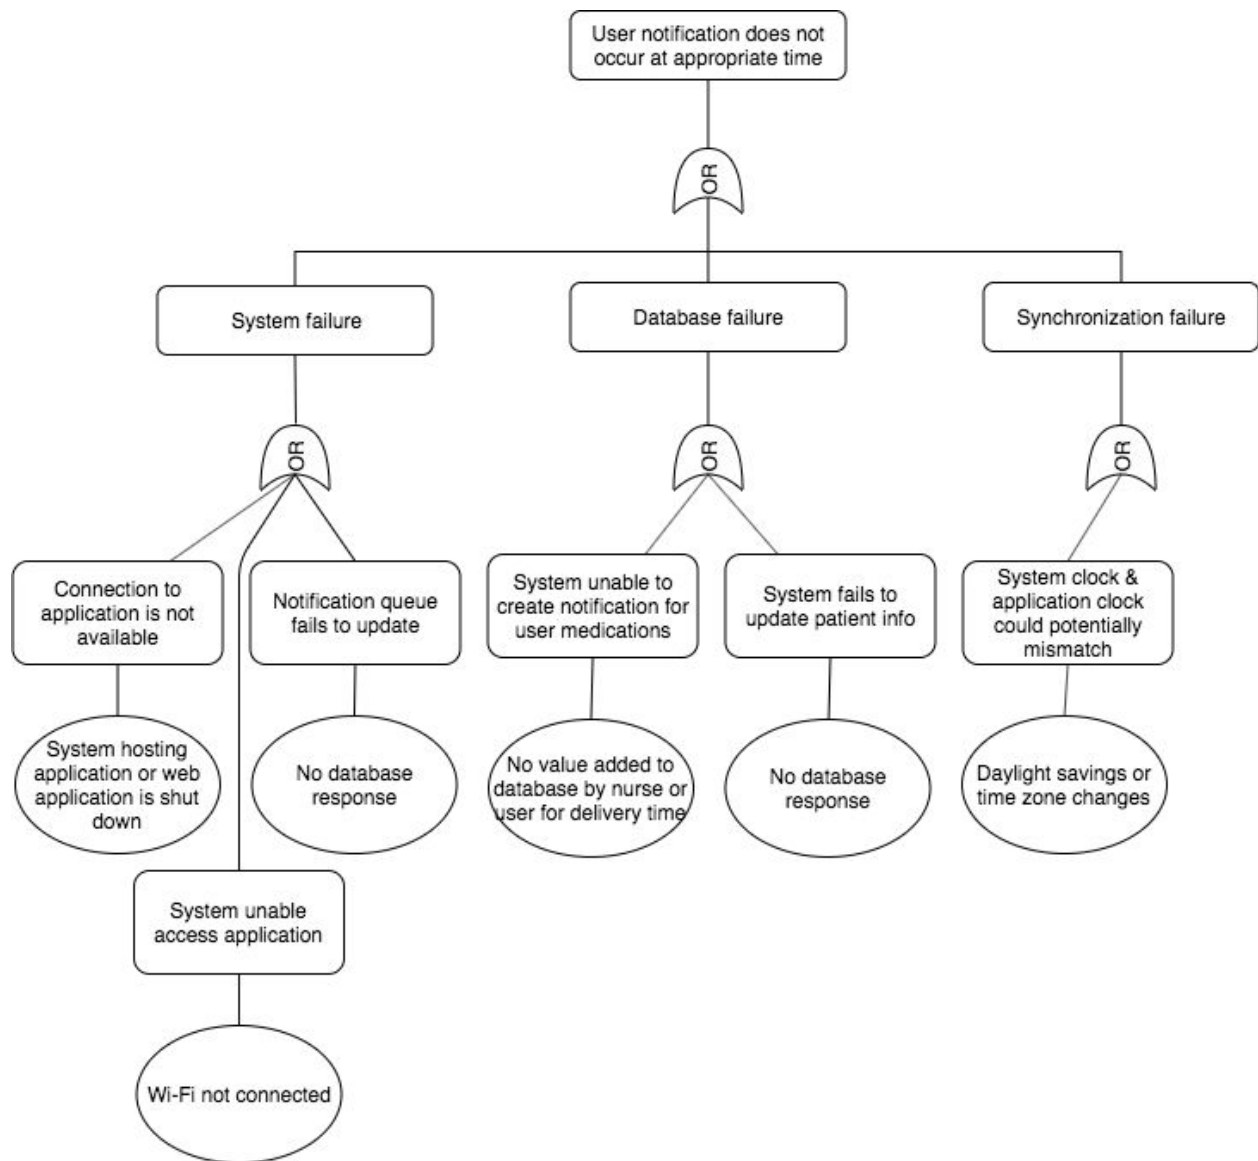 User notification does not
occur at appropriate time
OR
System failure
Database failure
Synchronization failure
OR
OR
OR
Connection to
application is not
available
Notification queue
fails to update
System unable to
create notification for
user medications
System fails to
update patient info
System clock &
application clock
could potentially
mismatch
System hosting
application or web
application is shut
down
No database
response
No value added to
database by nurse or
user for delivery time
No database
response
Daylight savings or
time zone changes
System unable
access application
Wi-Fi not connected